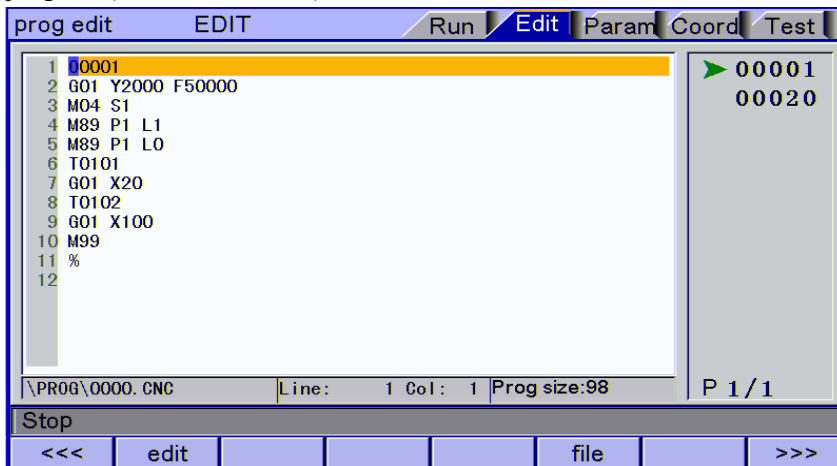 prog edit EDIT Run Edit Param Coord Test
1 O0001
2 G01 Y2000 F50000
3 M04 S1
4 M89 P1 L1
5 M89 P1 L0
6 T0101
7 G01 X20
8 T0102
9 G01 X100
10 M99
11 %
12
00001
00020
\PROG\0000.CNC Line: 1 Col: 1 Prog size:98 P 1/1
Stop
<<< edit file >>>